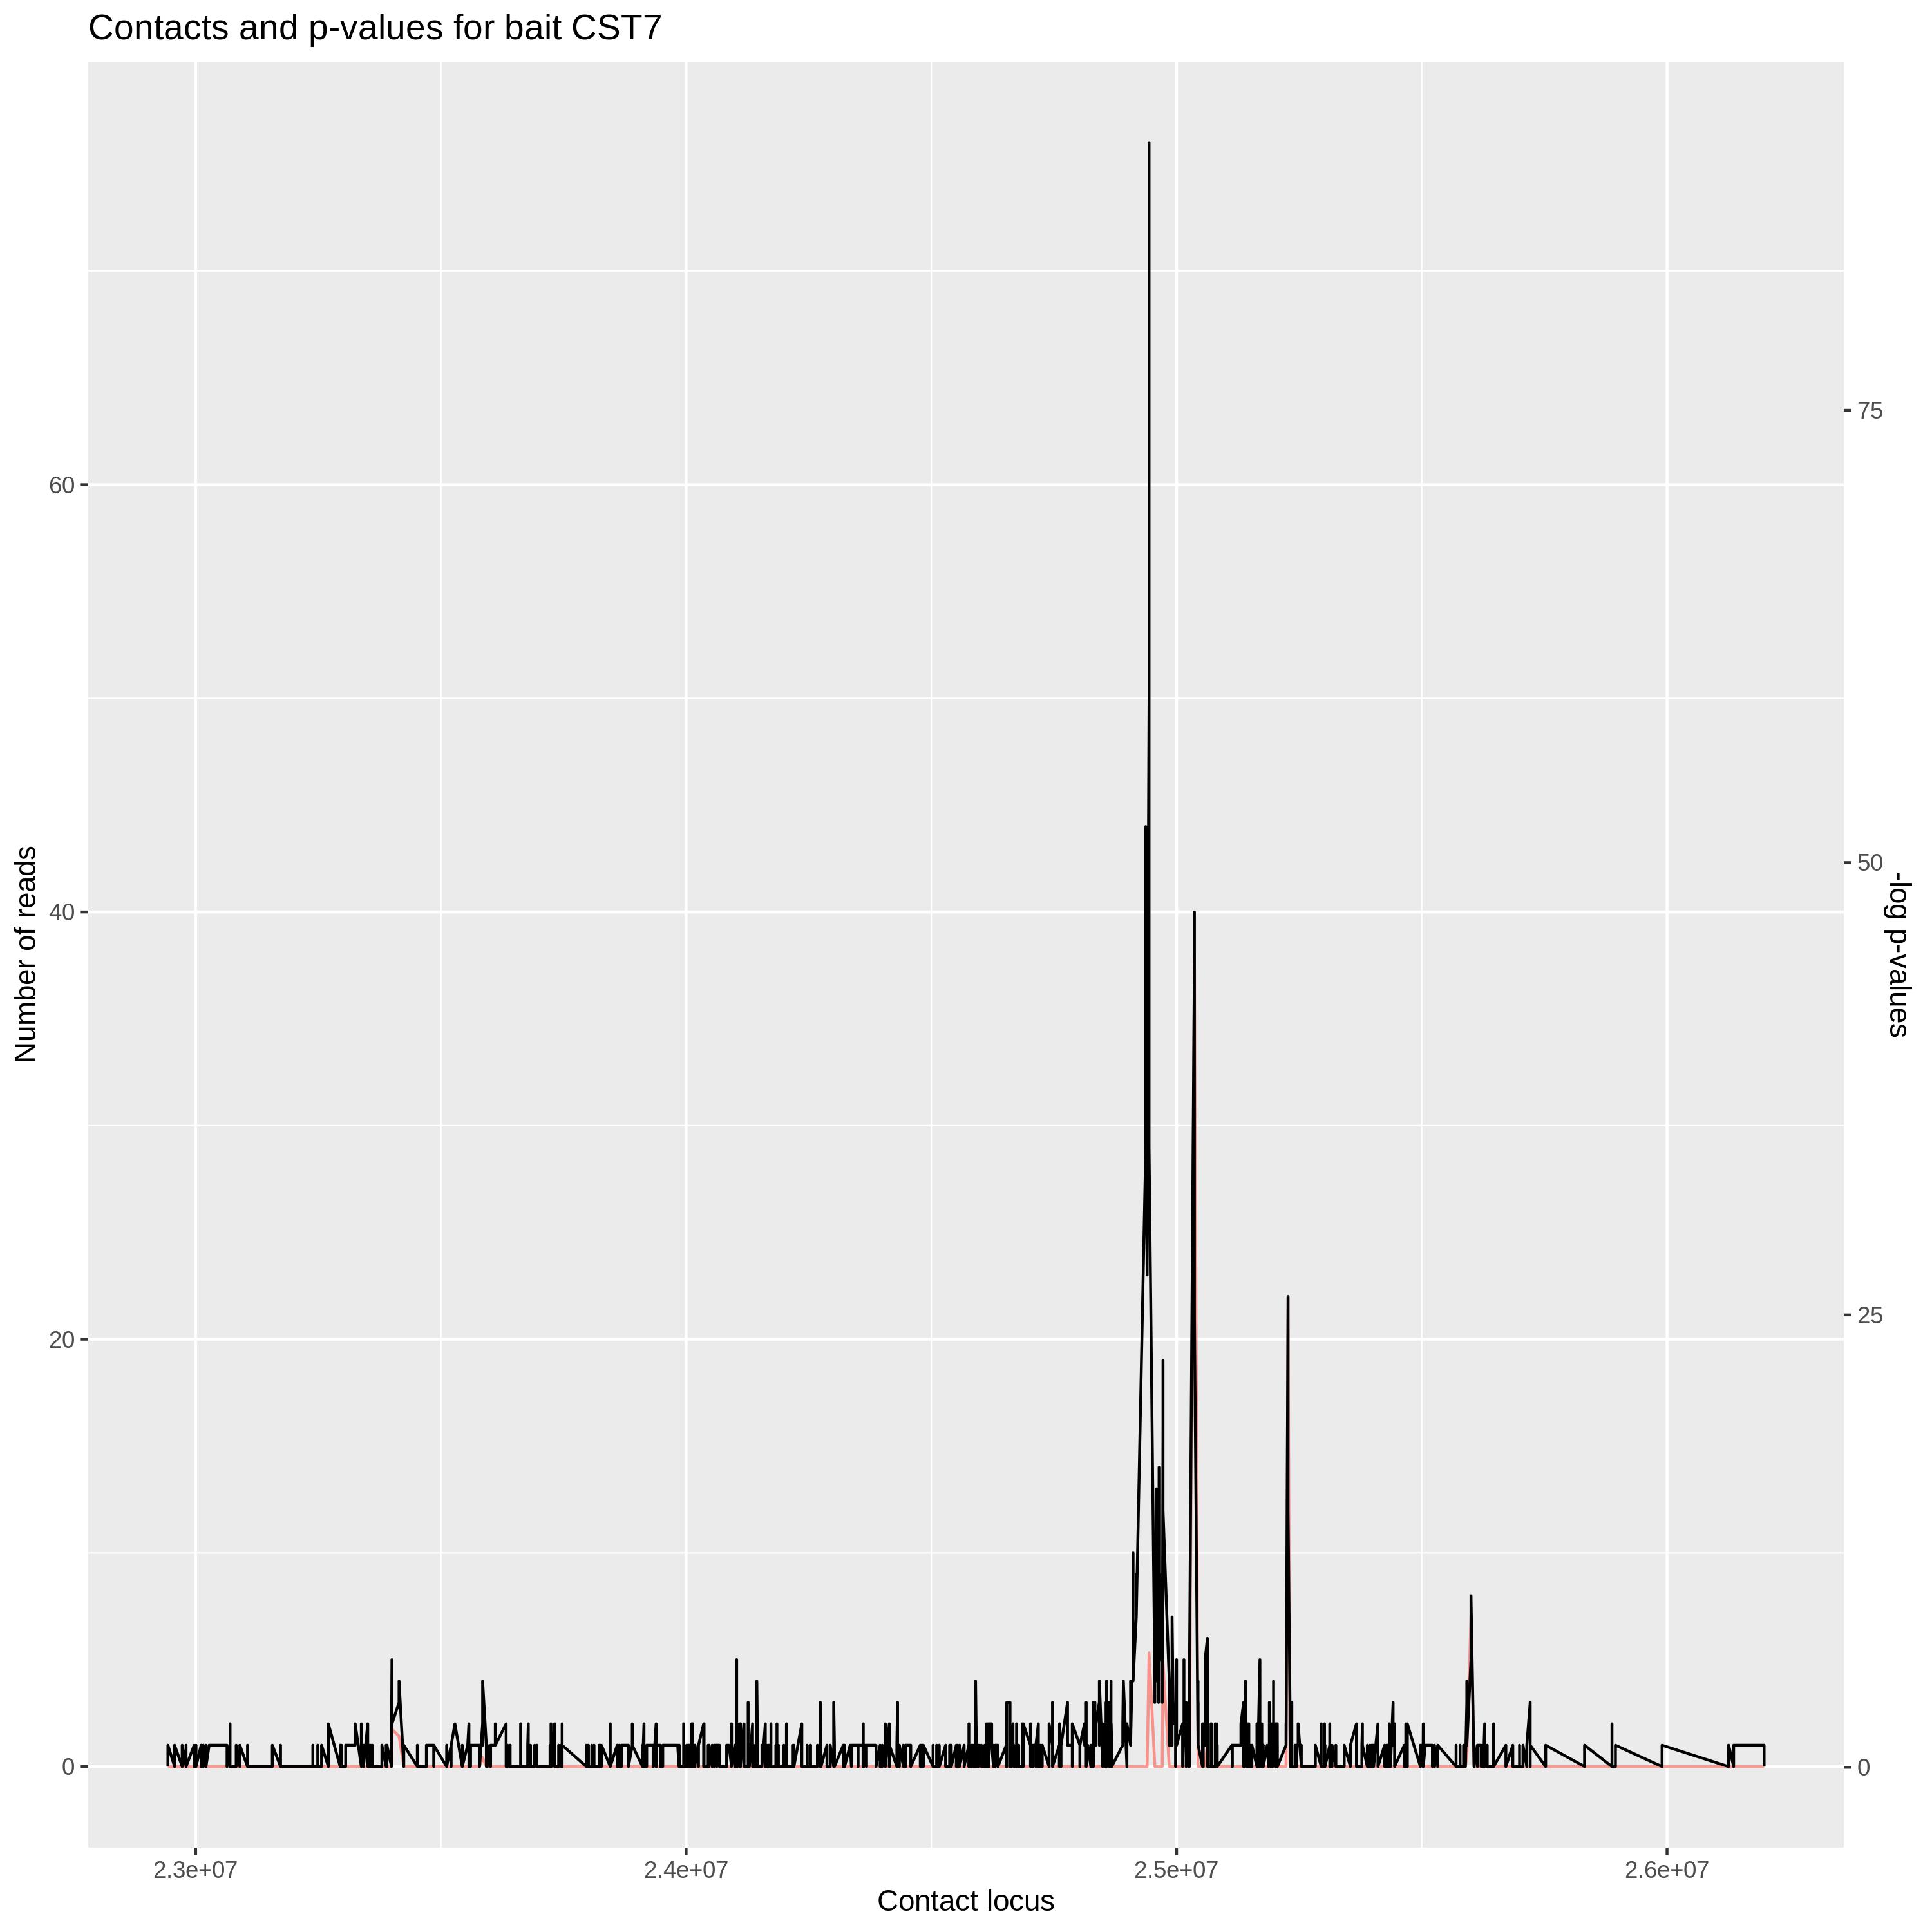 Contacts and p-values for bait CST7
60
40
20
0
Number of reads
75
50
25
0
-log p-values
2.3e+07
2.4e+07
2.5e+07
2.6e+07
Contact locus